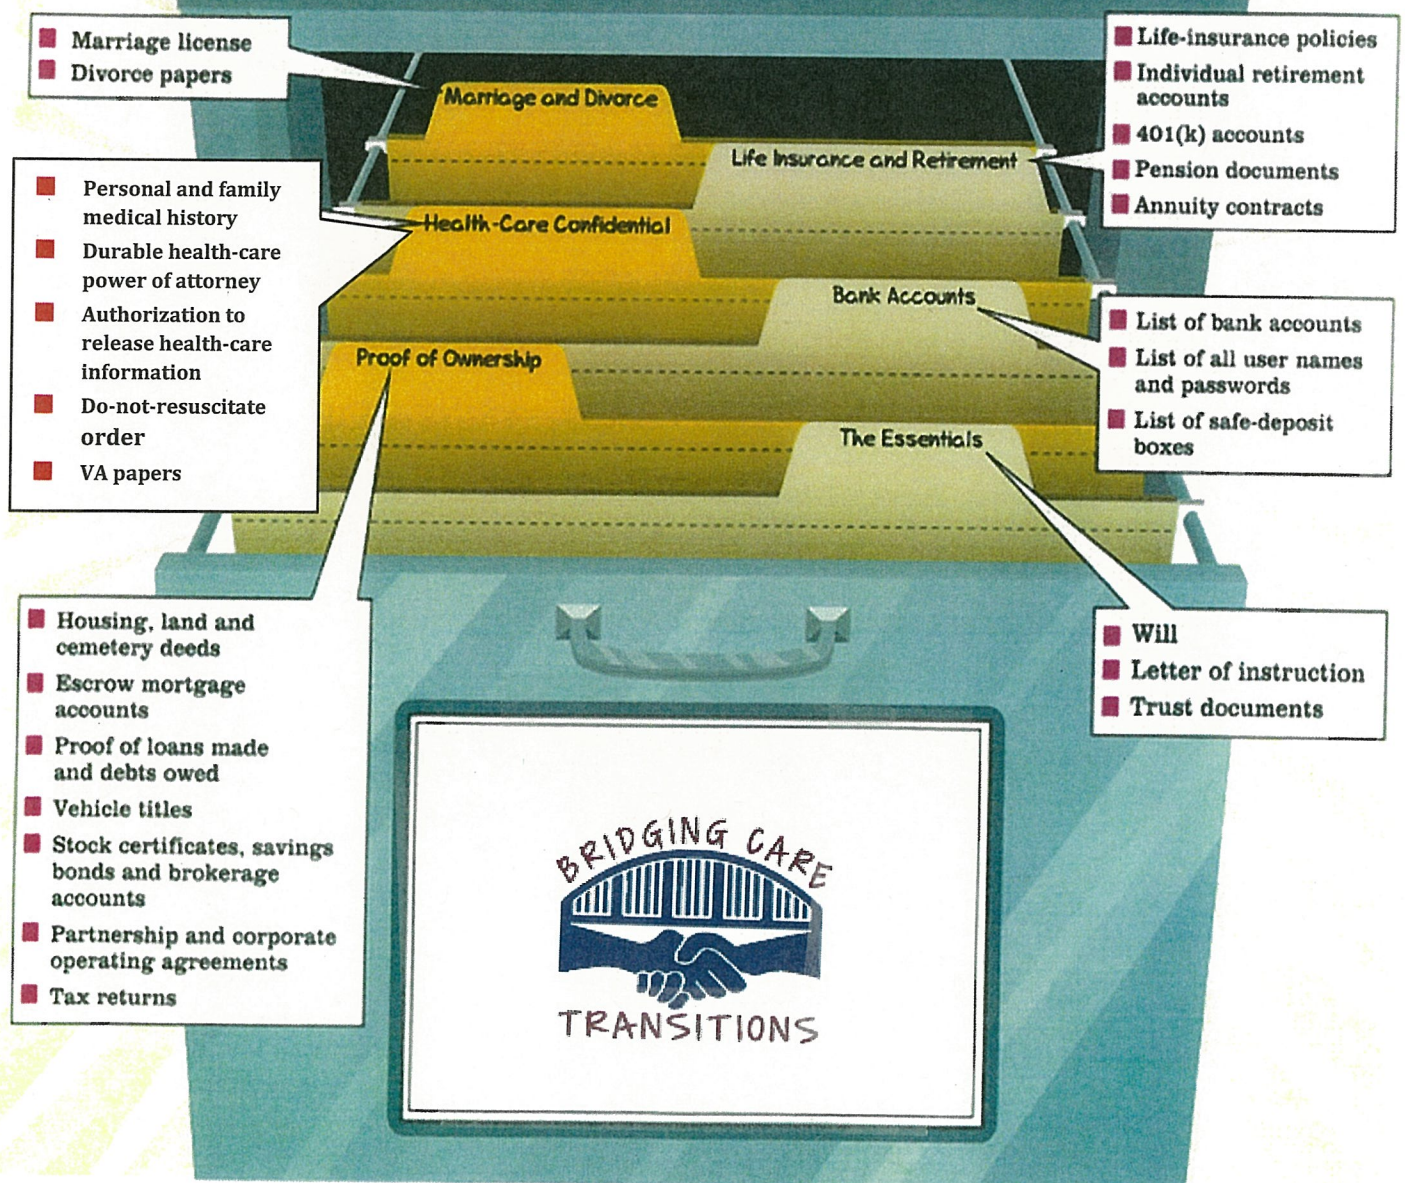 Marriage license
Divorce papers
Marriage and Divorce
Life-insurance policies
Individual retirement
accounts
401(k) accounts
Pension documents
Annuity contracts
Life Insurance and Retirement
Personal and family
medical history
Durable health-care
power of attorney
Authorization to
release health-care
information
Do-not-resuscitate
order
VA papers
Health-Care Confidential
Bank Accounts
List of bank accounts
List of all user names
and passwords
List of safe-deposit
boxes
Proof of Ownership
The Essentials
Housing, land and
cemetery deeds
Escrow mortgage
accounts
Proof of loans made
and debts owed
Vehicle titles
Stock certificates, savings
bonds and brokerage
accounts
Partnership and corporate
operating agreements
Tax returns
Will
Letter of instruction
Trust documents
BRIDGING CARE
TRANSITIONS